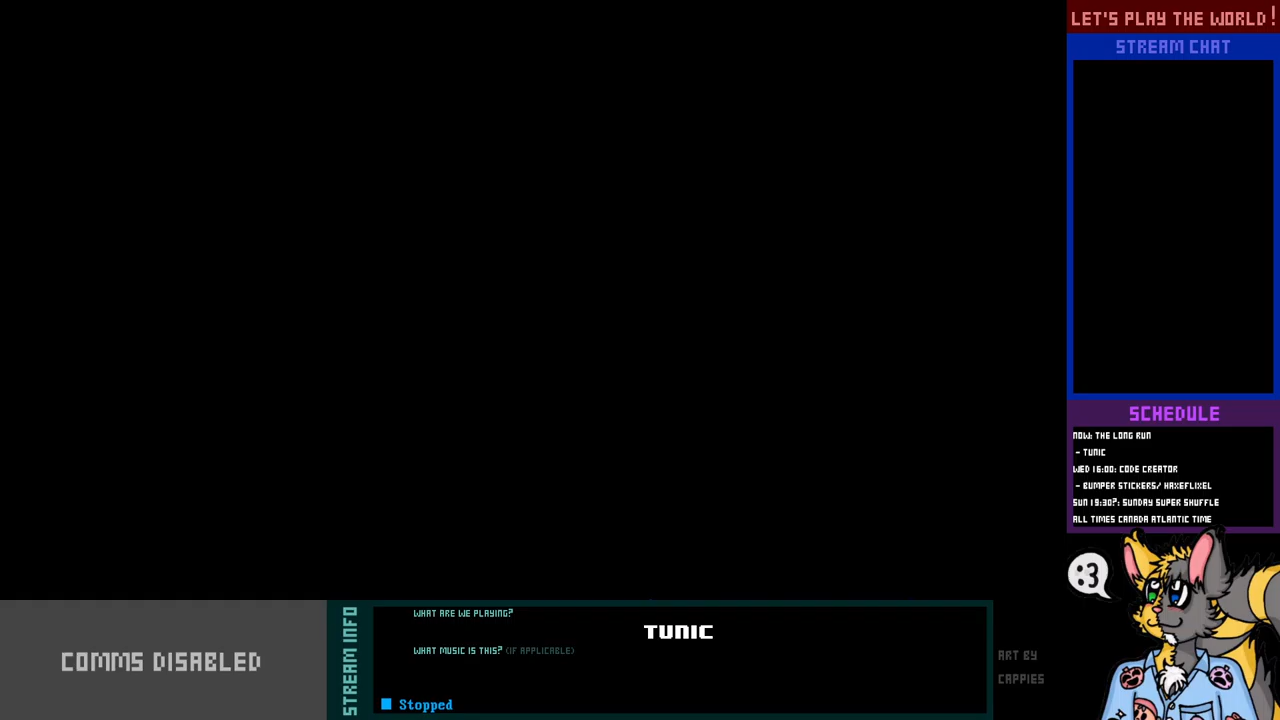 LET'S PLAY THE WORLD!
STREAM CHAT
SCHEDULE
NOW: THE LONG RUN
- TUNIC
WED 16:00: CODE CREATOR
- BUMPER STICKERS/ HAXEFLIXEL
SUN 19:30?: SUNDAY SUPER SHUFFLE
ALL TIMES CANADA ATLANTIC TIME
:3
COMMS DISABLED
STREAM INFO
WHAT ARE WE PLAYING?
TUNIC
WHAT MUSIC IS THIS? (IF APPLICABLE)
Stopped
ART BY
CAPPIES